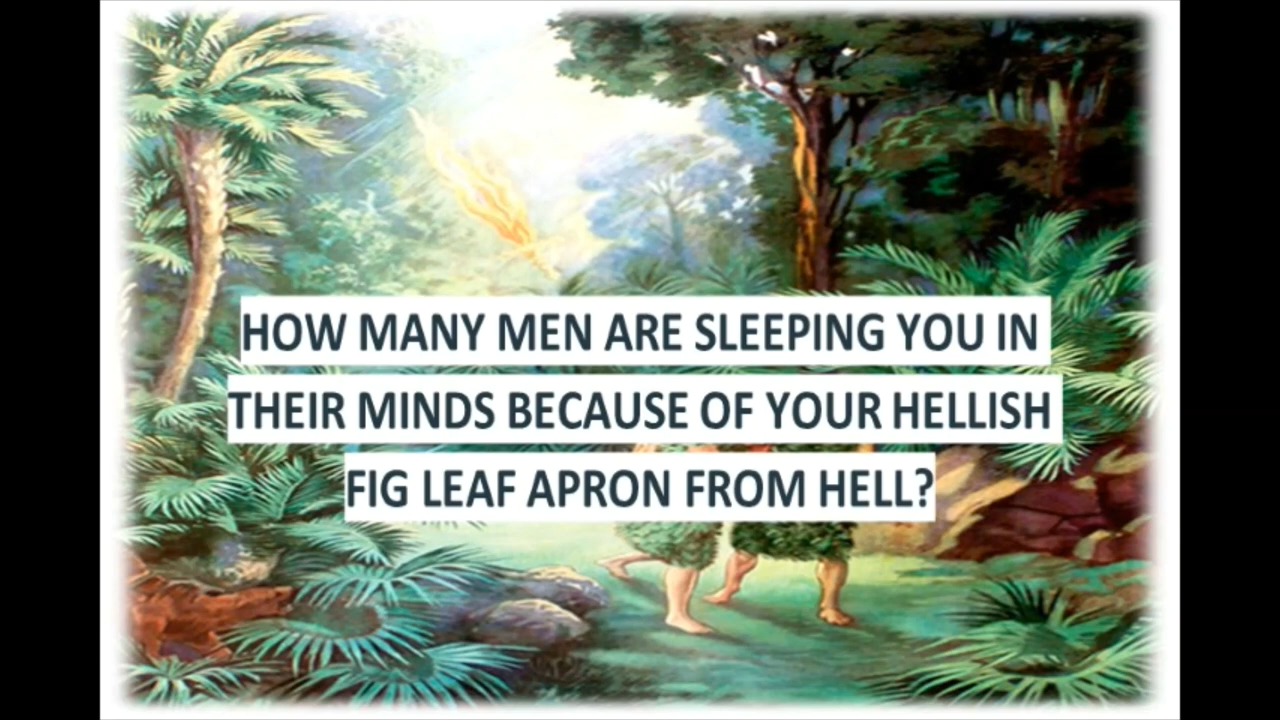 HOW MANY MEN ARE SLEEPING YOU IN
THEIR MINDS BECAUSE OF YOUR HELLISH
FIG LEAF APRON FROM HELL?